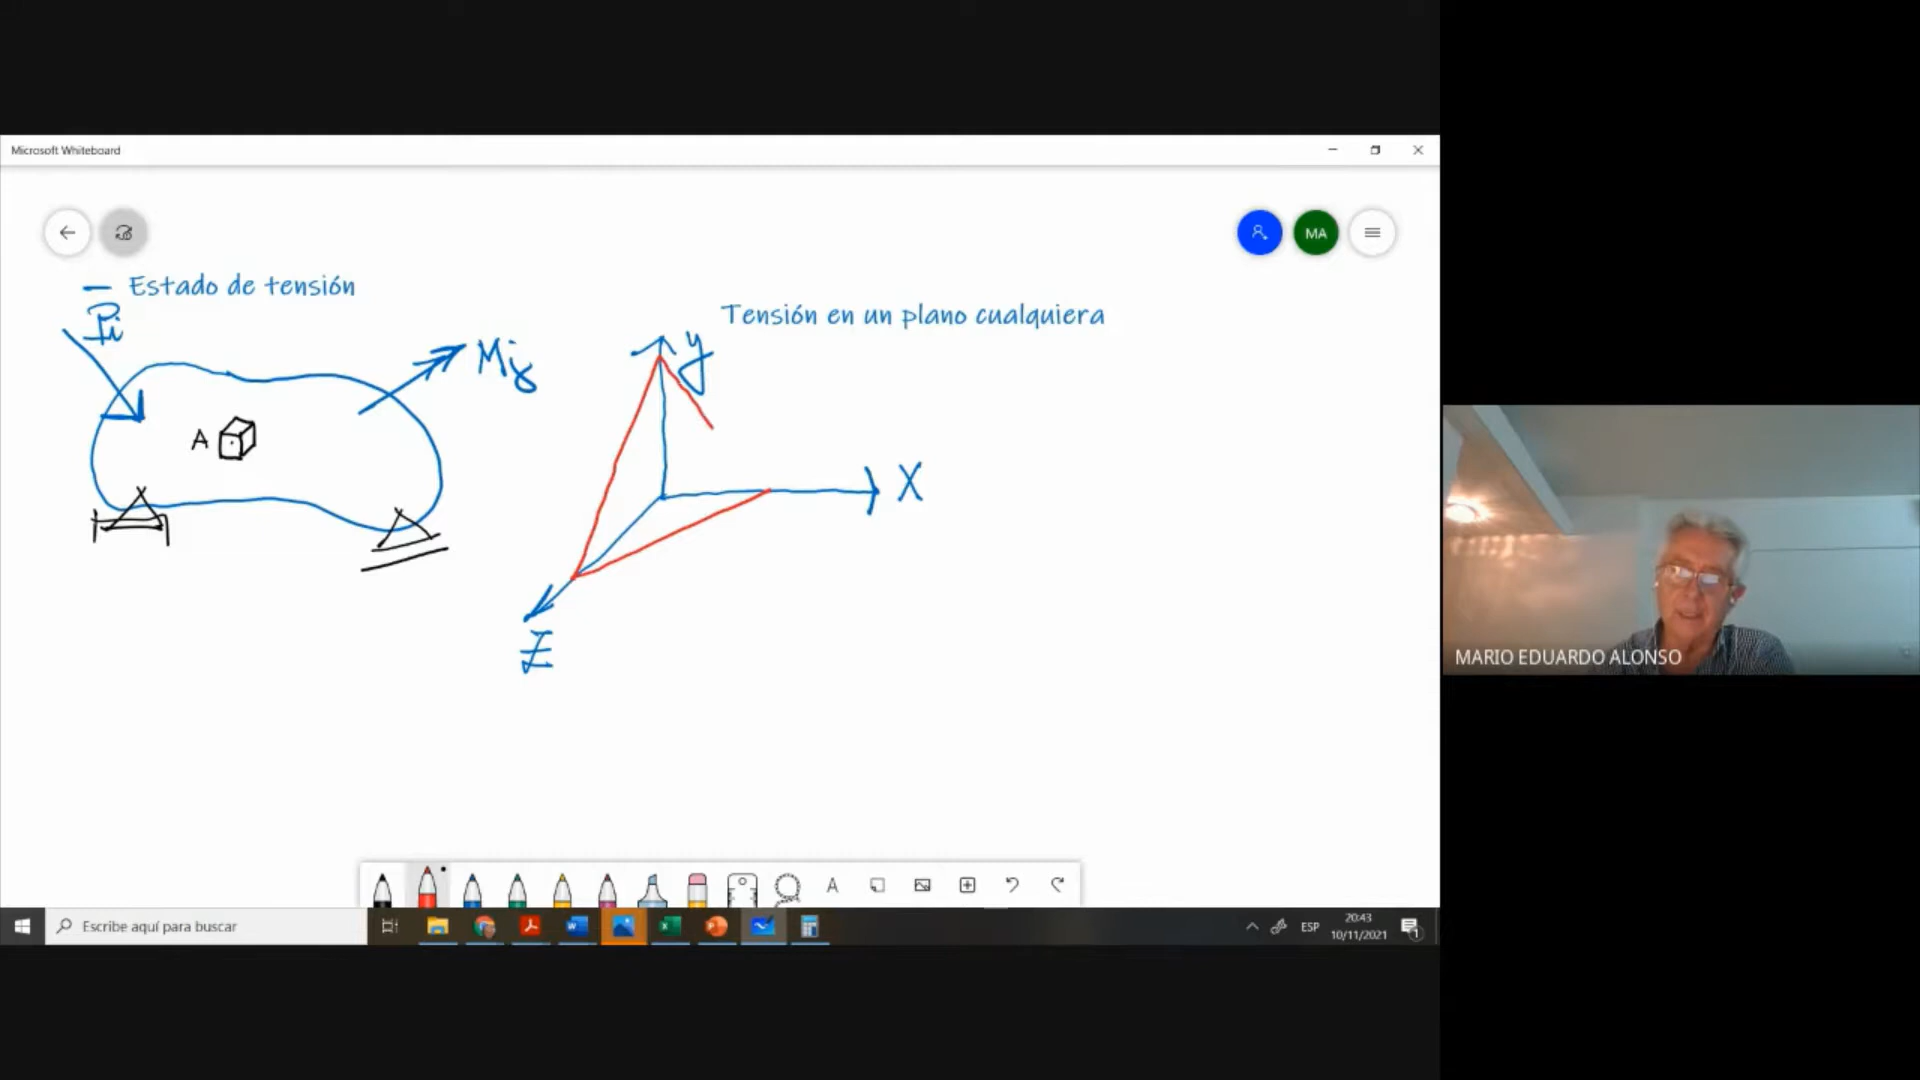 Microsoft Whiteboard
MA
Estado de tensión
Pi
Tensión en un plano cualquiera
y
A
X
Z
MARIO EDUARDO ALONSO
A
Escribe aquí para buscar
ESP
20:43
10/11/2021
1